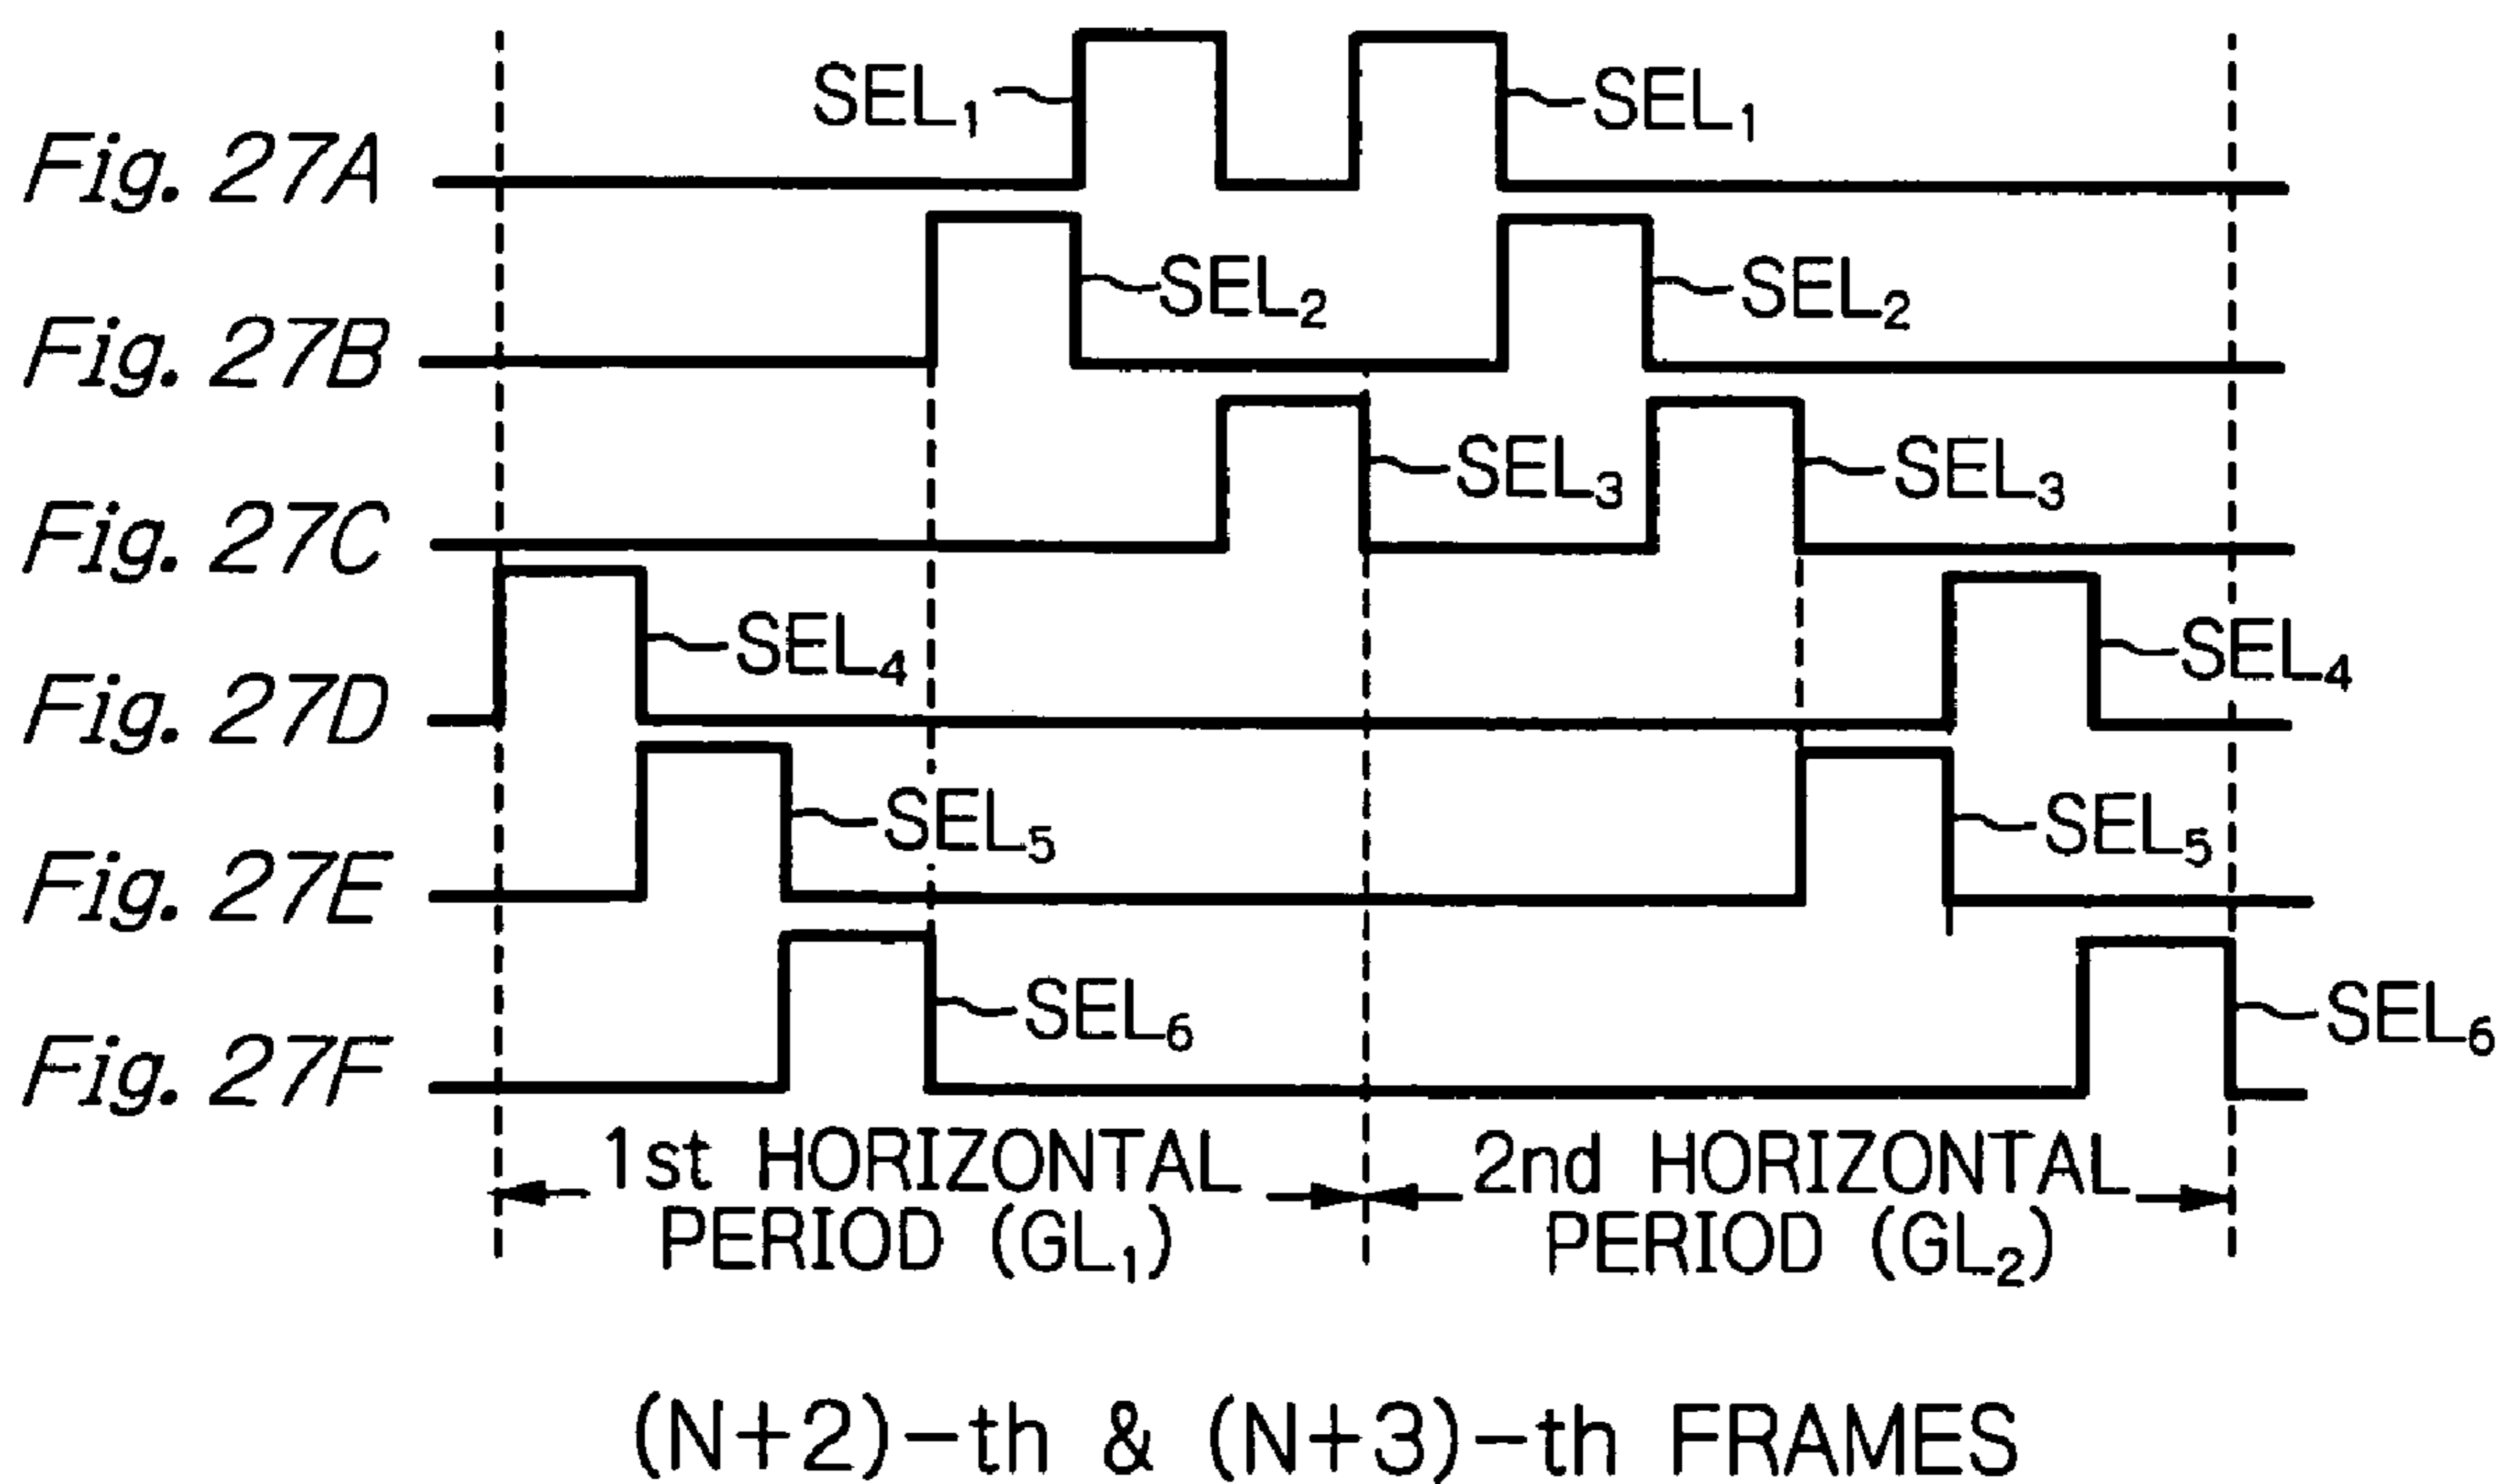 Fig. 27A
SEL1
SEL1
Fig. 27B
SEL2
SEL2
Fig. 27C
SEL3
SEL3
Fig. 27D
SEL4
SEL4
Fig. 27E
SEL5
SEL5
Fig. 27F
SEL6
SEL6
1st HORIZONTAL
PERIOD (GL1)
2nd HORIZONTAL
PERIOD (GL2)
(N+2)-th & (N+3)-th FRAMES